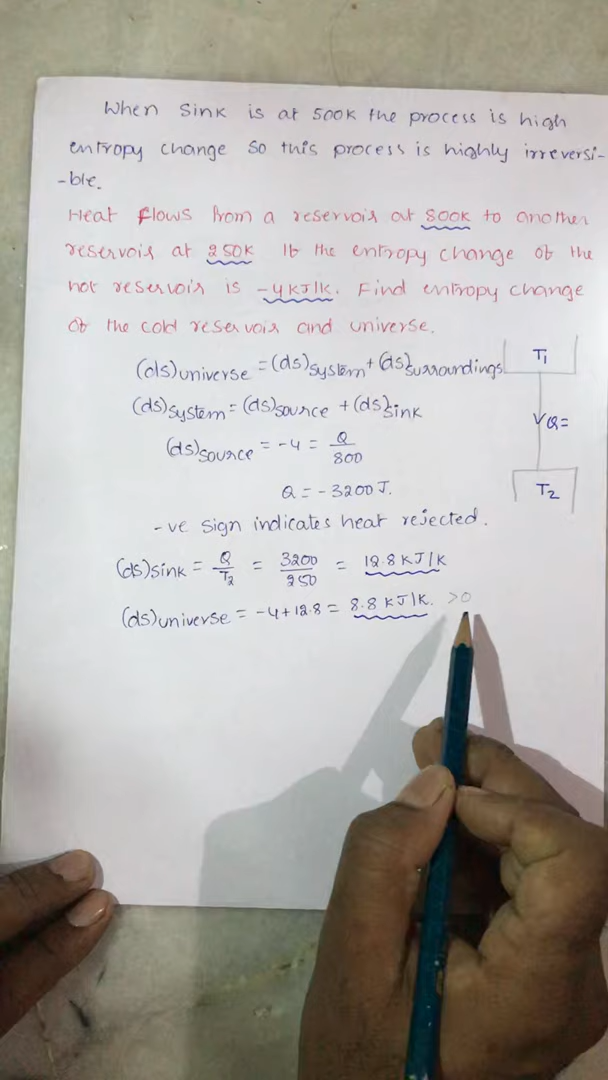 When Sink is at 500K the process is high
entropy change So this process is highly irreversi-
-ble.
Heat flows from a reservoir at 800K to another
reservoir at 250K If the entropy change of the
hot reservoir is -4 KJ/K. Find entropy change
of the cold reservoir and universe.
(ds)universe = (ds)system + (ds)surroundings
(ds)system = (ds)source + (ds)sink
(ds)source = -4 = Q/800
Q = -3200 J.
-ve sign indicates heat rejected.
(ds)sink = Q/T2 = 3200/250 = 12.8 KJ/K
(ds)universe = -4+12.8 = 8.8 KJ/K. >0
T1
Q=
T2